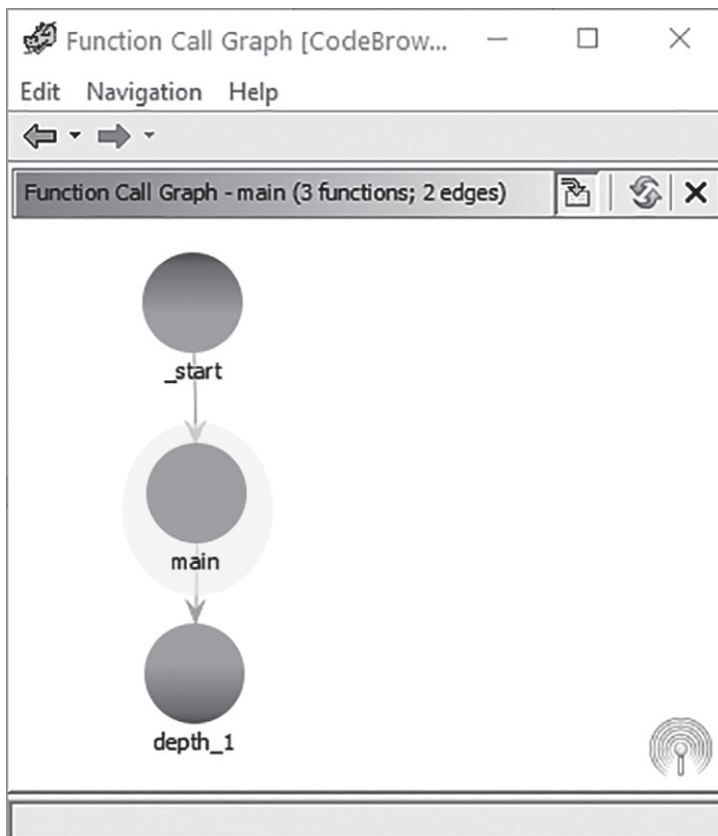 Function Call Graph [CodeBrow...
Edit Navigation Help
Function Call Graph - main (3 functions; 2 edges)
_start
main
depth_1